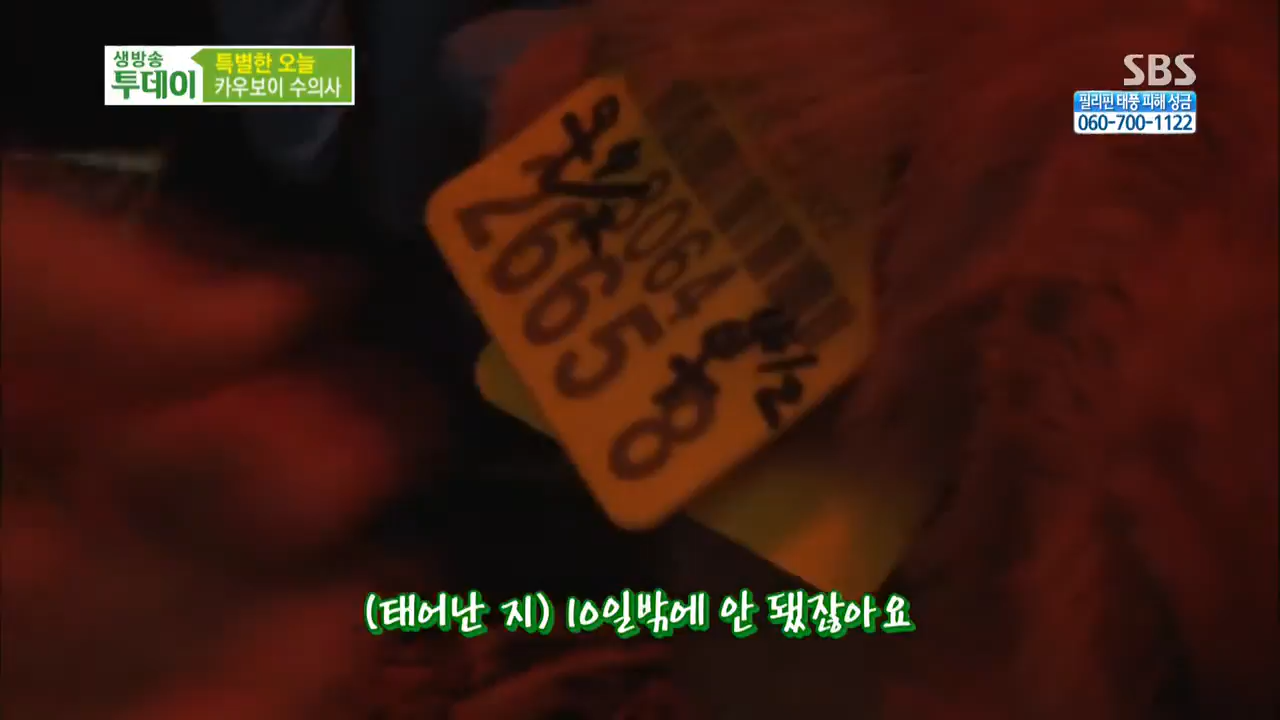 생방송
투데이
특별한 오늘
카우보이 수의사
SBS
필리핀 태풍 피해 성금
060-700-1122
2665 8
(태어난 지) 10일밖에 안 됐잖아요